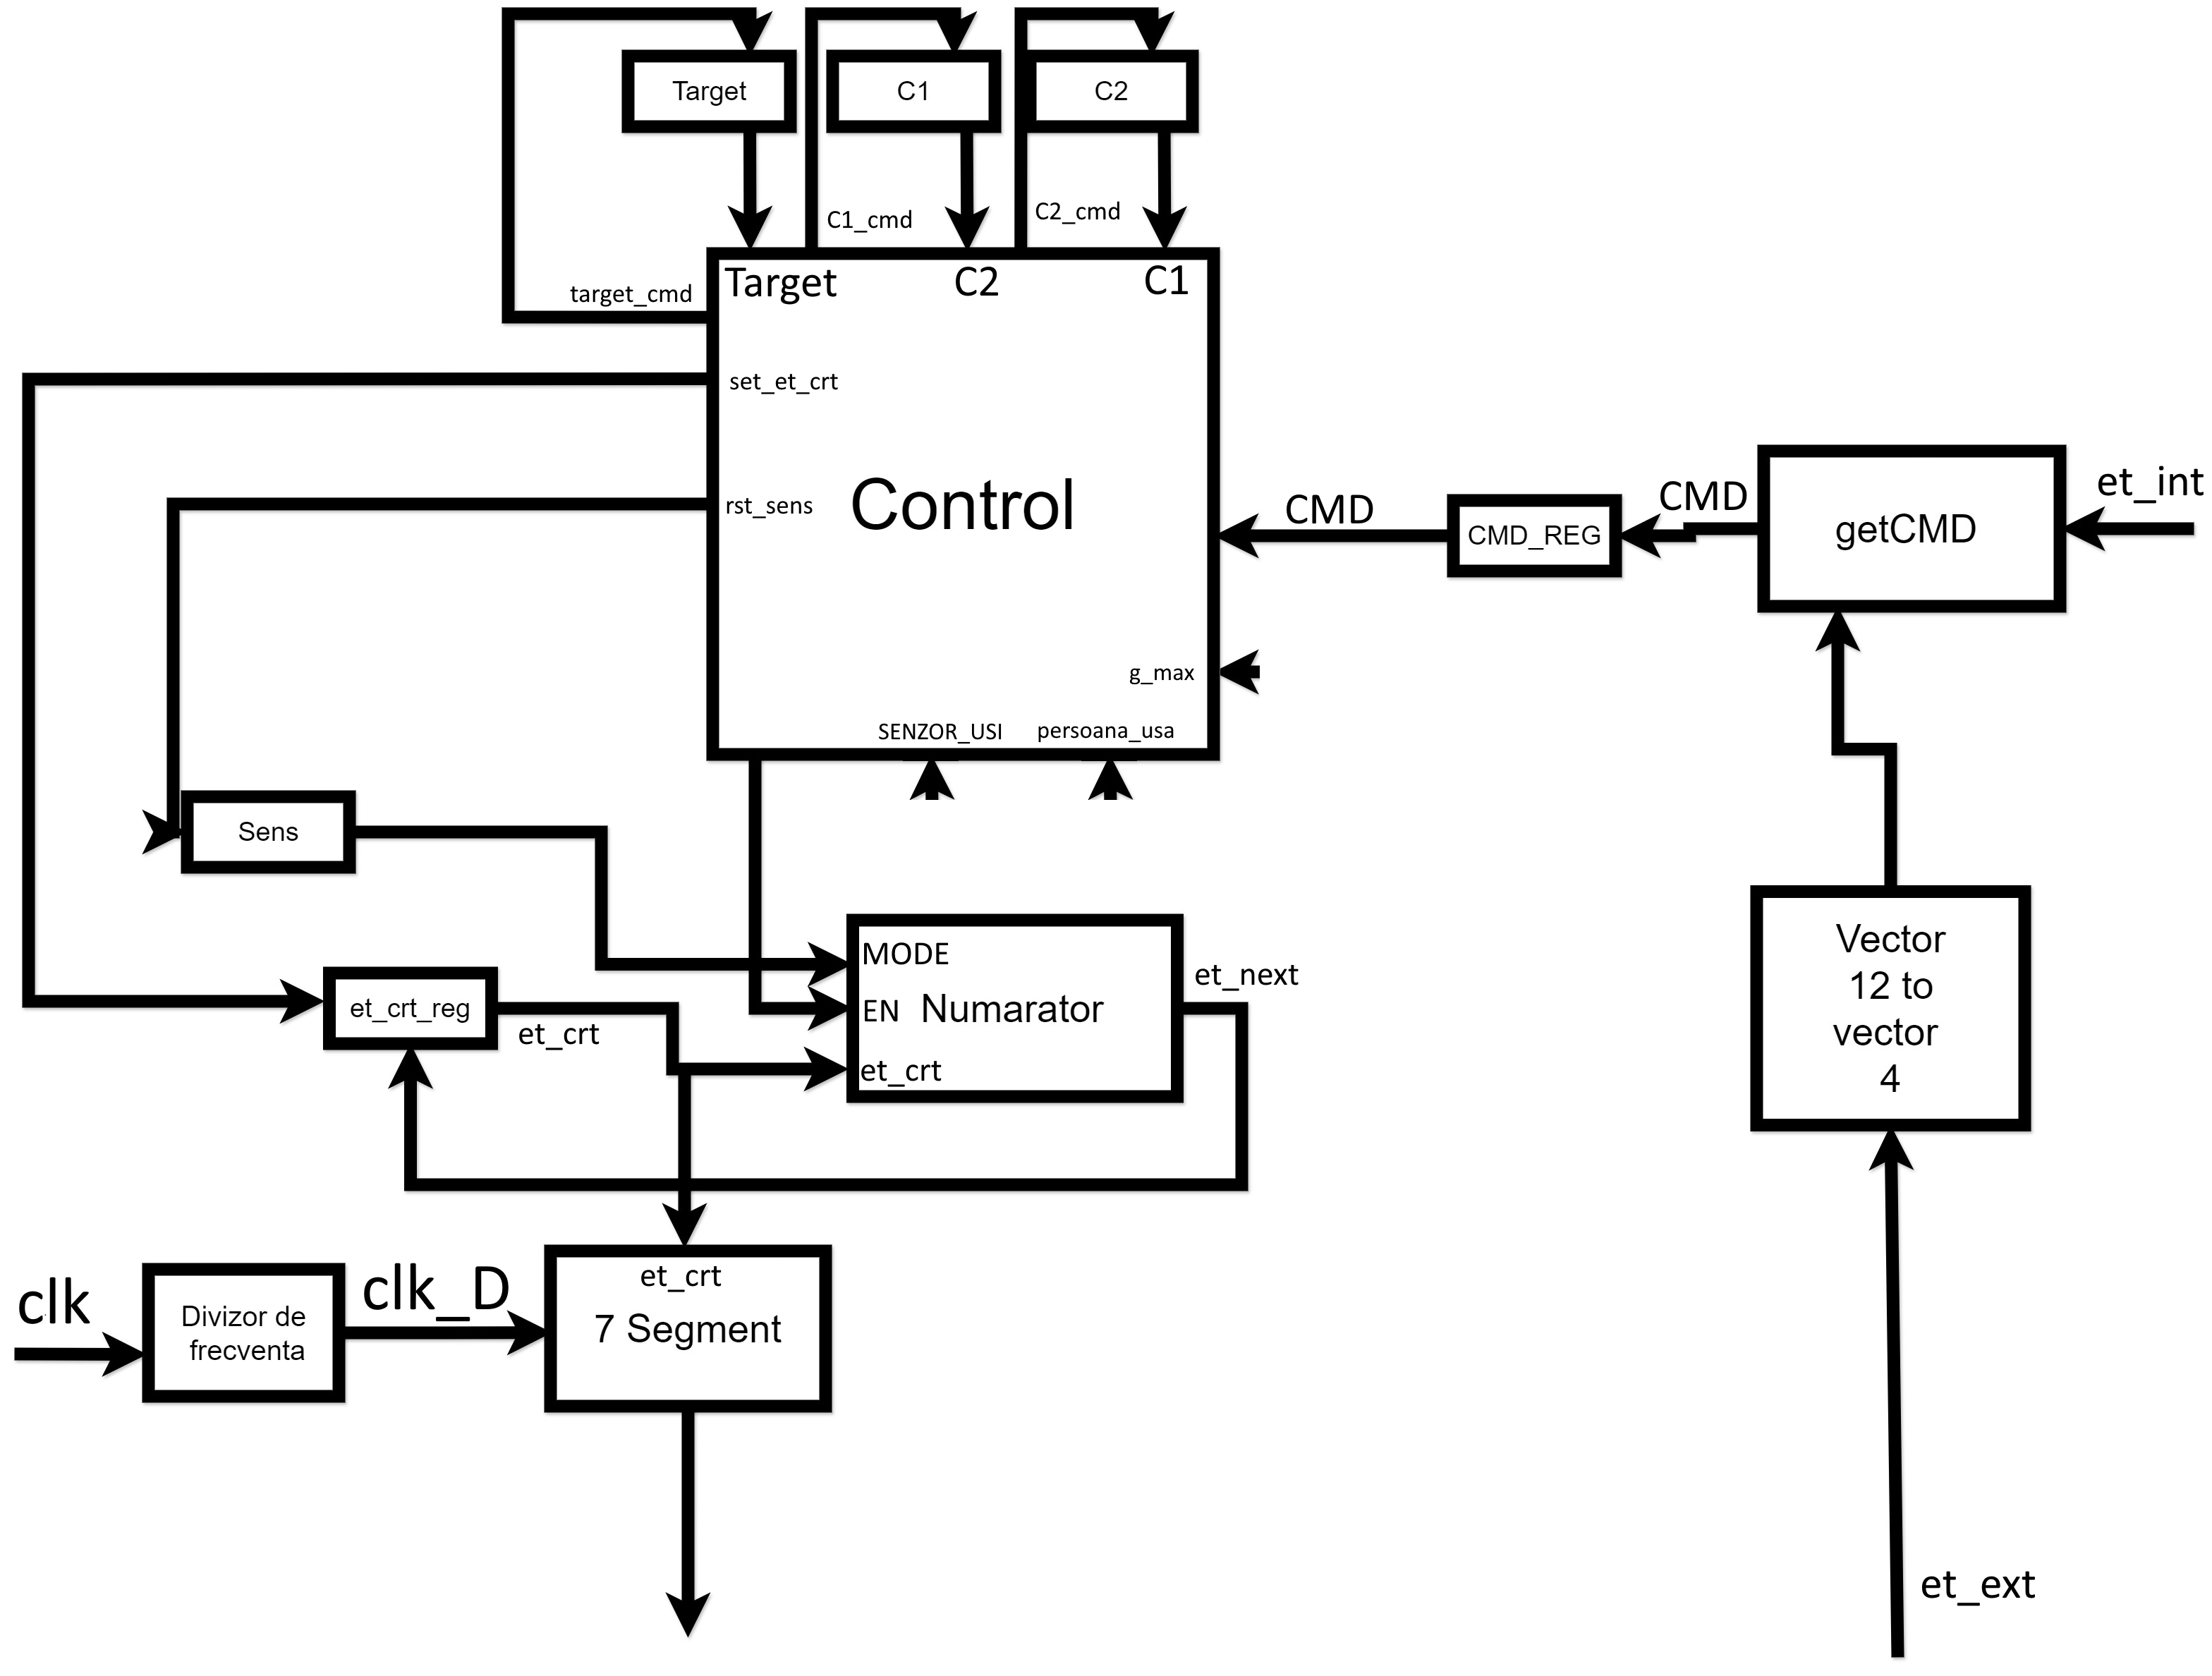 Target
C1
C2
C1_cmd
C2_cmd
target_cmd
Target
C2
C1
set_et_crt
rst_sens
Control
CMD
CMD_REG
CMD
getCMD
et_int
g_max
SENZOR_USI
persoana_usa
Sens
MODE
EN
Numarator
et_crt
et_next
et_crt_reg
et_crt
Vector
12 to
vector
4
clk
Divizor de
frecventa
clk_D
et_crt
7 Segment
et_ext